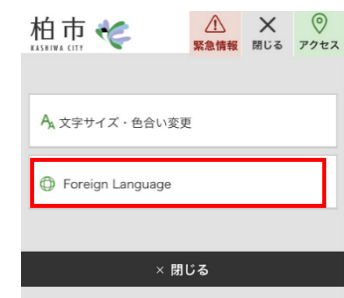 柏市
KASHIWA CITY
緊急情報
閉じる
アクセス
文字サイズ・色合い変更
Foreign Language
× 閉じる